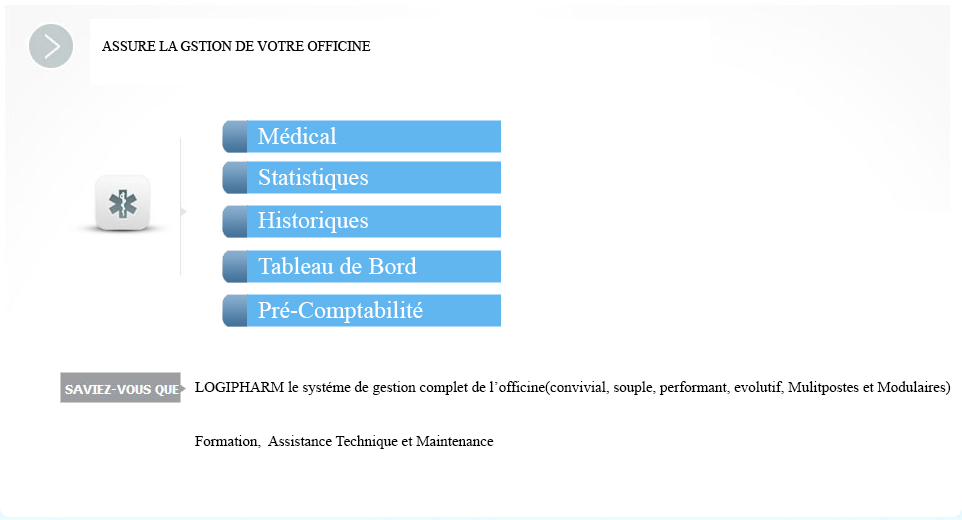 ASSURE LA GSTION DE VOTRE OFFICINE
Médical
Statistiques
Historiques
Tableau de Bord
Pré-Comptabilité
SAVIEZ-VOUS QUE
LOGIPHARM le systéme de gestion complet de l’officine(convivial, souple, performant, evolutif, Mulitpostes et Modulaires)
Formation, Assistance Technique et Maintenance